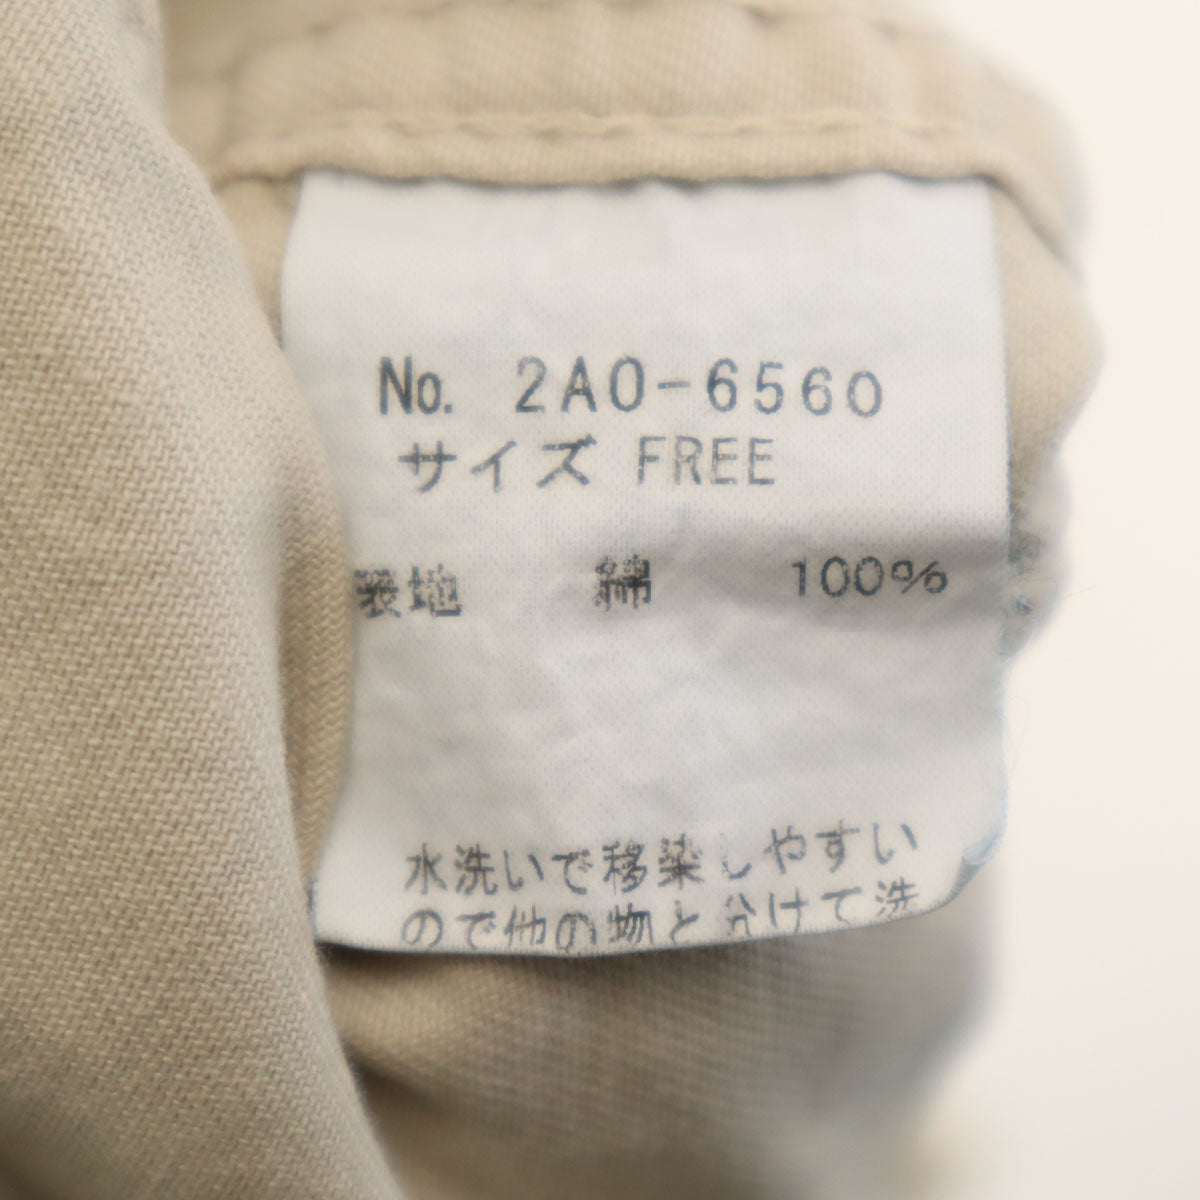 No. 2A0-6560
サイズ FREE
表地 綿 100%
水洗いで移染しやすい
ので他の物と分けて洗